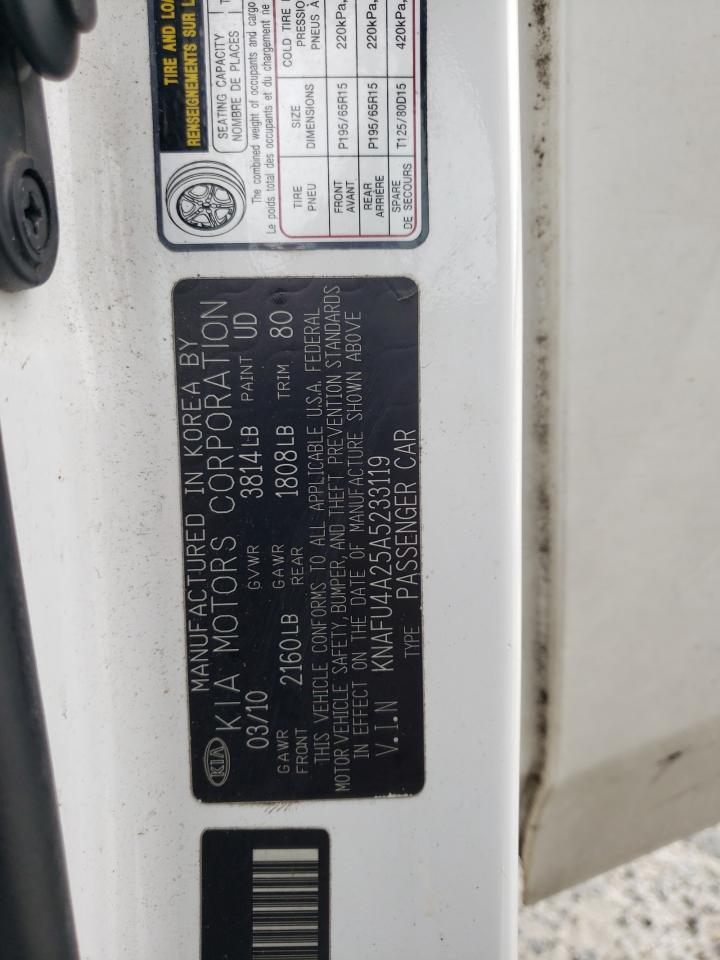 TIRE AND LOA
RENSEIGNEMENTS SUR L
SEATING CAPACITY T
NOMBRE DE PLACES
The combined weight of occupants and cargo
Le poids total des occupants et du chargement ne
TIRE SIZE COLD TIRE
PNEU DIMENSIONS PRESSIO
PNEUS À
FRONT P195/65R15 220kPa,
AVANT
REAR P195/65R15 220kPa,
ARRIÈRE
SPARE T125/80D15 420kPa,
DE SECOURS
MANUFACTURED IN KOREA BY
KIA KIA MOTORS CORPORATION
03/10 GVWR 3814LB PAINT UD
GAWR FRONT 2160LB GAWR REAR 1808LB TRIM 80
THIS VEHICLE CONFORMS TO ALL APPLICABLE U.S.A. FEDERAL
MOTOR VEHICLE SAFETY, BUMPER, AND THEFT PREVENTION STANDARDS
IN EFFECT ON THE DATE OF MANUFACTURE SHOWN ABOVE
V.I.N KNAFU4A25A5233119
TYPE PASSENGER CAR